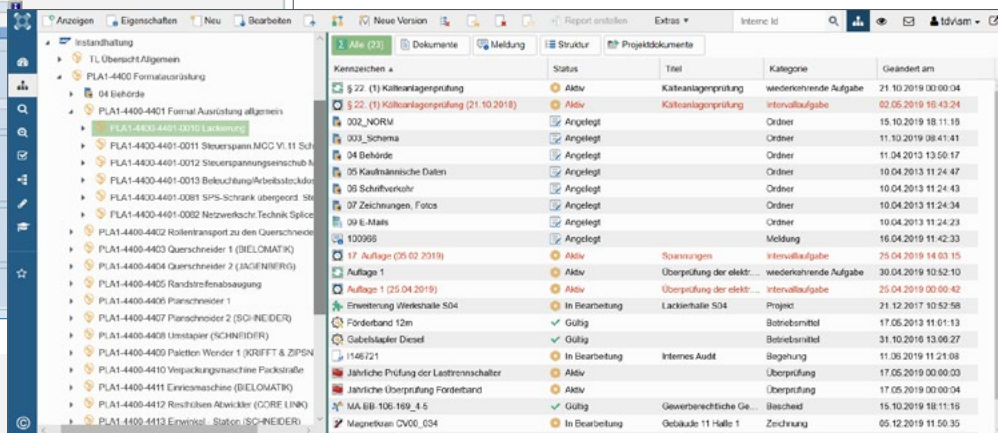 Anzeigen Eigenschaften Neu Bearbeiten Neue Version Report erstellen Extras Interne Id tdvlsm
Alle (23) Dokumente Meldung Struktur Projektdokumente
Instandhaltung
TL Übersicht Allgemein
PLA1-4400 Formatausrüstung
04 Behörde
PLA1-4400-4401 Format Ausrüstung allgemein
PLA1-4400-4401-0010 Lackierung
PLA1-4400-4401-0011 Steuerspann.MCC VI.11 Sch
PLA1-4400-4401-0012 Steuerspannungseinschub M
PLA1-4400-4401-0013 Beleuchtung/Arbeitssteckdos
PLA1-4400-4401-0081 SPS-Schrank übergeord. Ste
PLA1-4400-4401-0082 Netzwerkschr.Technik Splice
PLA1-4400-4402 Rollentransport zu den Querschneide
PLA1-4400-4403 Querschneider 1 (BIELOMATIK)
PLA1-4400-4404 Querschneider 2 (JAGENBERG)
PLA1-4400-4405 Randstreifenabsaugung
PLA1-4400-4406 Planschneider 1
PLA1-4400-4407 Planschneider 2 (SCHNEIDER)
PLA1-4400-4408 Umstapler (SCHNEIDER)
PLA1-4400-4409 Paletten Wender 1 (KRIFFT & ZIPSN
PLA1-4400-4410 Verpackungsmaschine Packstraße
PLA1-4400-4411 Einriesmaschine (BIELOMATIK)
PLA1-4400-4412 Resthülsen Abwickler (CORE LINK)
PLA1-4400-4413 Einwinkel Station (SCHNEIDER)
Kennzeichen Status Titel Kategorie Geändert am
§ 22. (1) Kälteanlagenprüfung Aktiv Kälteanlagenprüfung wiederkehrende Aufgabe 21.10.2019 00:00:04
§ 22. (1) Kälteanlagenprüfung (21.10.2018) Aktiv Kälteanlagenprüfung Intervallaufgabe 02.05.2019 16:43:24
002_NORM Angelegt Ordner 15.10.2019 18:11:16
003_Schema Angelegt Ordner 11.10.2019 08:41:41
04 Behörde Angelegt Ordner 11.04.2013 13:50:17
05 Kaufmännische Daten Angelegt Ordner 10.04.2013 11:24:47
06 Schriftverkehr Angelegt Ordner 10.04.2013 11:24:43
07 Zeichnungen, Fotos Angelegt Ordner 10.04.2013 11:24:34
09 E-Mails Angelegt Ordner 10.04.2013 11:24:23
100966 Angelegt Meldung 16.04.2019 11:42:33
17. Auflage (05.02.2019) Aktiv Spannungen Intervallaufgabe 25.04.2019 14:03:15
Auflage 1 Aktiv Überprüfung der elektr... wiederkehrende Aufgabe 30.04.2019 10:52:10
Auflage 1 (25.04.2019) Aktiv Überprüfung der elektr... Intervallaufgabe 25.04.2019 00:00:42
Erweiterung Werkshalle S04 In Bearbeitung Lackierhalle S04 Projekt 21.12.2017 10:52:58
Förderband 12m Gültig Betriebsmittel 17.05.2013 11:01:13
Gabelstapler Diesel Gültig Betriebsmittel 31.10.2016 13:06:27
I146721 In Bearbeitung Internes Audit Begehung 11.06.2019 11:21:08
Jährliche Prüfung der Lasttrennschalter Aktiv Überprüfung 17.05.2019 00:00:03
Jährliche Überprüfung Förderband Aktiv Überprüfung 17.05.2019 00:00:04
MA BB-106-169_4-5 Gültig Gewerberechtliche Ge... Bescheid 15.10.2019 18:11:16
Magnetkran CV00_034 In Bearbeitung Gebäude 11 Halle 1 Zeichnung 05.12.2019 11:50:35